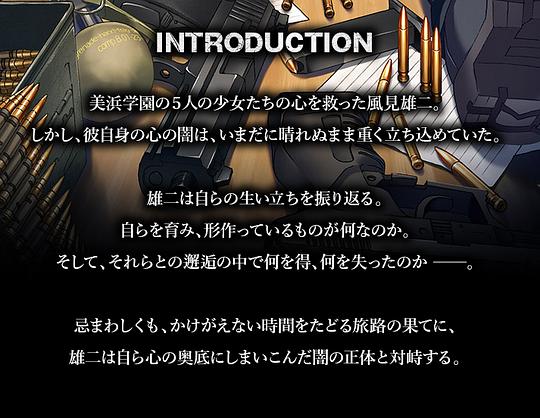 grenade-hand-
comp B
INTRODUCTION
美浜学園の5人の少女たちの心を救った風見雄二。
しかし、彼自身の心の闇は、いまだに晴れぬまま重く立ち込めていた。
雄二は自らの生い立ちを振り返る。
自らを育み、形作っているものが何なのか。
そして、それらとの邂逅の中で何を得、何を失ったのか ――。
忌まわしくも、かけがえない時間をたどる旅路の果てに、
雄二は自ら心の奥底にしまいこんだ闇の正体と対峙する。